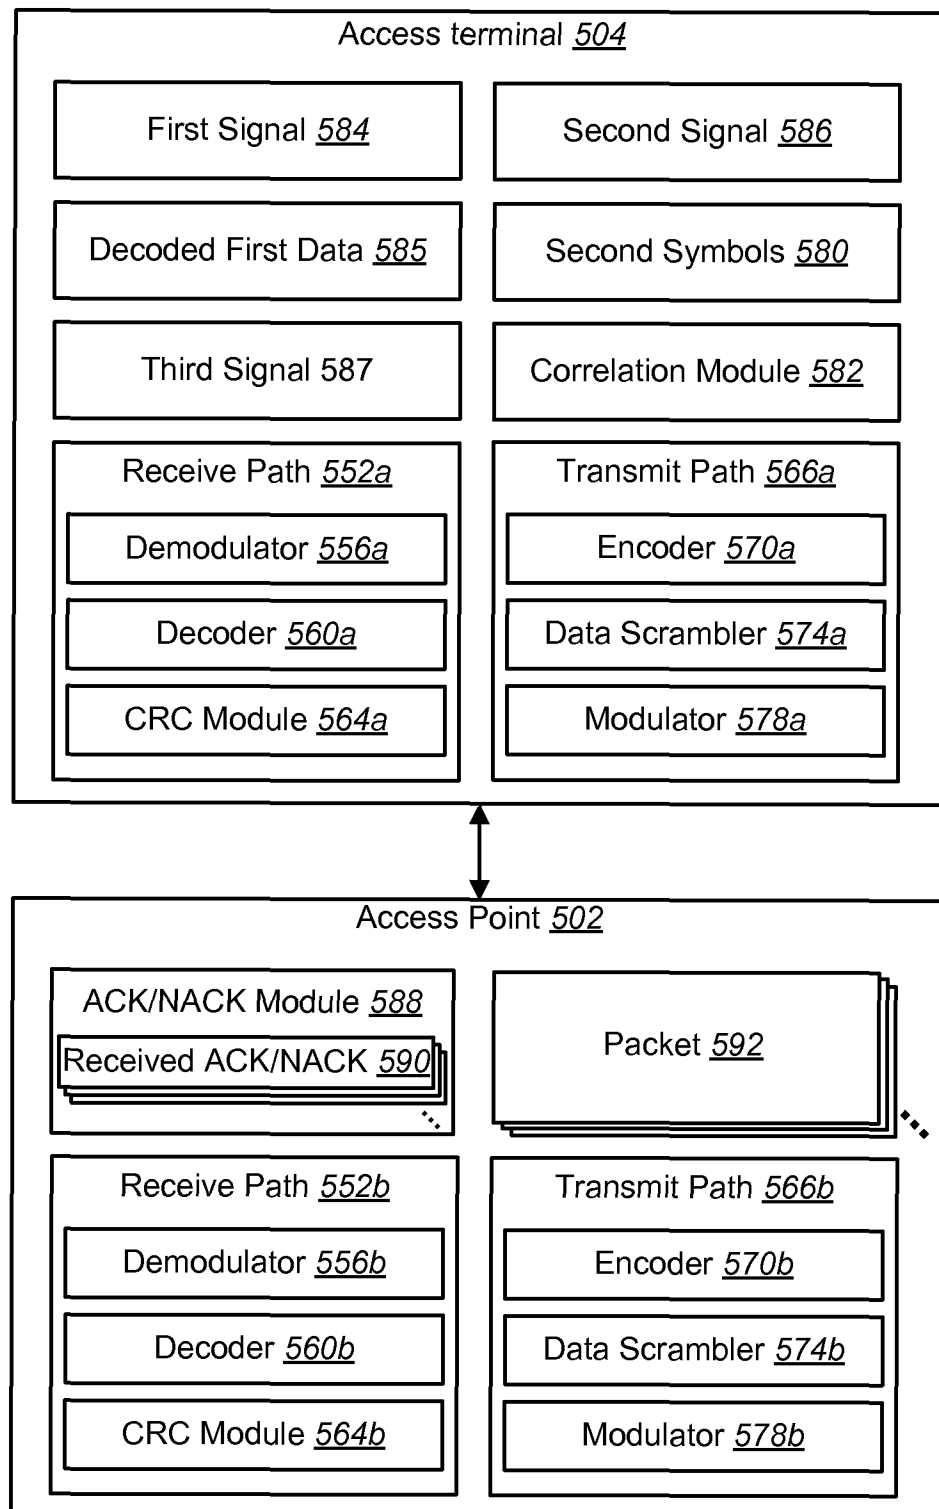 Access terminal 504
First Signal 584
Second Signal 586
Decoded First Data 585
Second Symbols 580
Third Signal 587
Correlation Module 582
Receive Path 552a
Demodulator 556a
Decoder 560a
CRC Module 564a
Transmit Path 566a
Encoder 570a
Data Scrambler 574a
Modulator 578a
Access Point 502
ACK/NACK Module 588
Received ACK/NACK 590
Packet 592
Receive Path 552b
Demodulator 556b
Decoder 560b
CRC Module 564b
Transmit Path 566b
Encoder 570b
Data Scrambler 574b
Modulator 578b